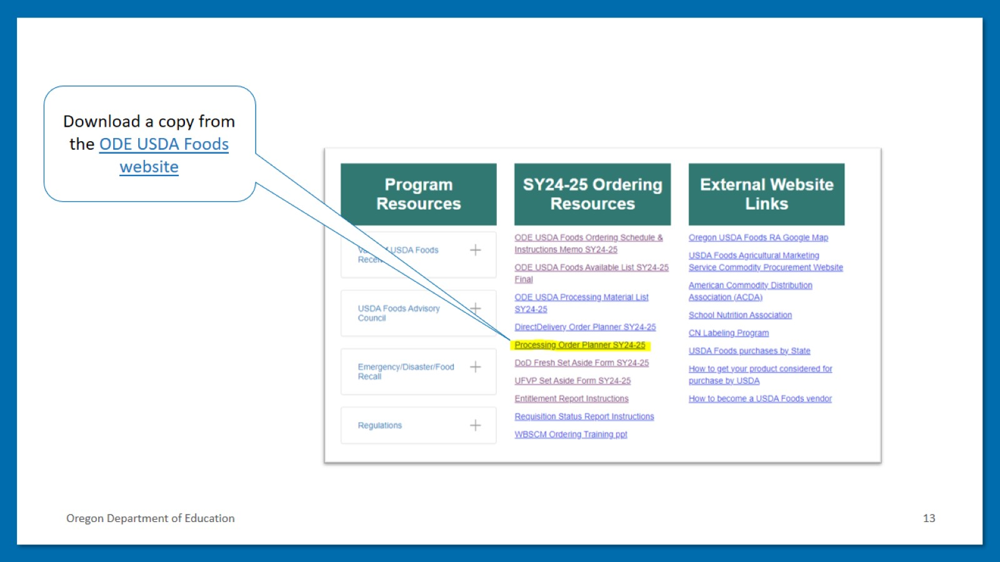 Download a copy from
the ODE USDA Foods
website
Program
Resources
USDA Foods
USDA Foods Advisory
Council
Emergency/Disaster/Food
Recall
Regulations
SY24-25 Ordering
Resources
ODE USDA Foods Ordering Schedule &
Instructions Memo SY24-25
ODE USDA Foods Available List SY24-25
Final
ODE USDA Processing Material List
SY24-25
DirectDelivery Order Planner SY24-25
Processing Order Planner SY24-25
DoD Fresh Set Aside Form SY24-25
UFVP Set Aside Form SY24-25
Entitlement Report Instructions
Requisition Status Report Instructions
WBSCM Ordering Training ppt
External Website
Links
Oregon USDA Foods RA Google Map
USDA Foods Agricultural Marketing
Service Commodity Procurement Website
American Commodity Distribution
Association (ACDA)
School Nutrition Association
CN Labeling Program
USDA Foods purchases by State
How to get your product considered for
purchase by USDA
How to become a USDA Foods vendor
Oregon Department of Education
13